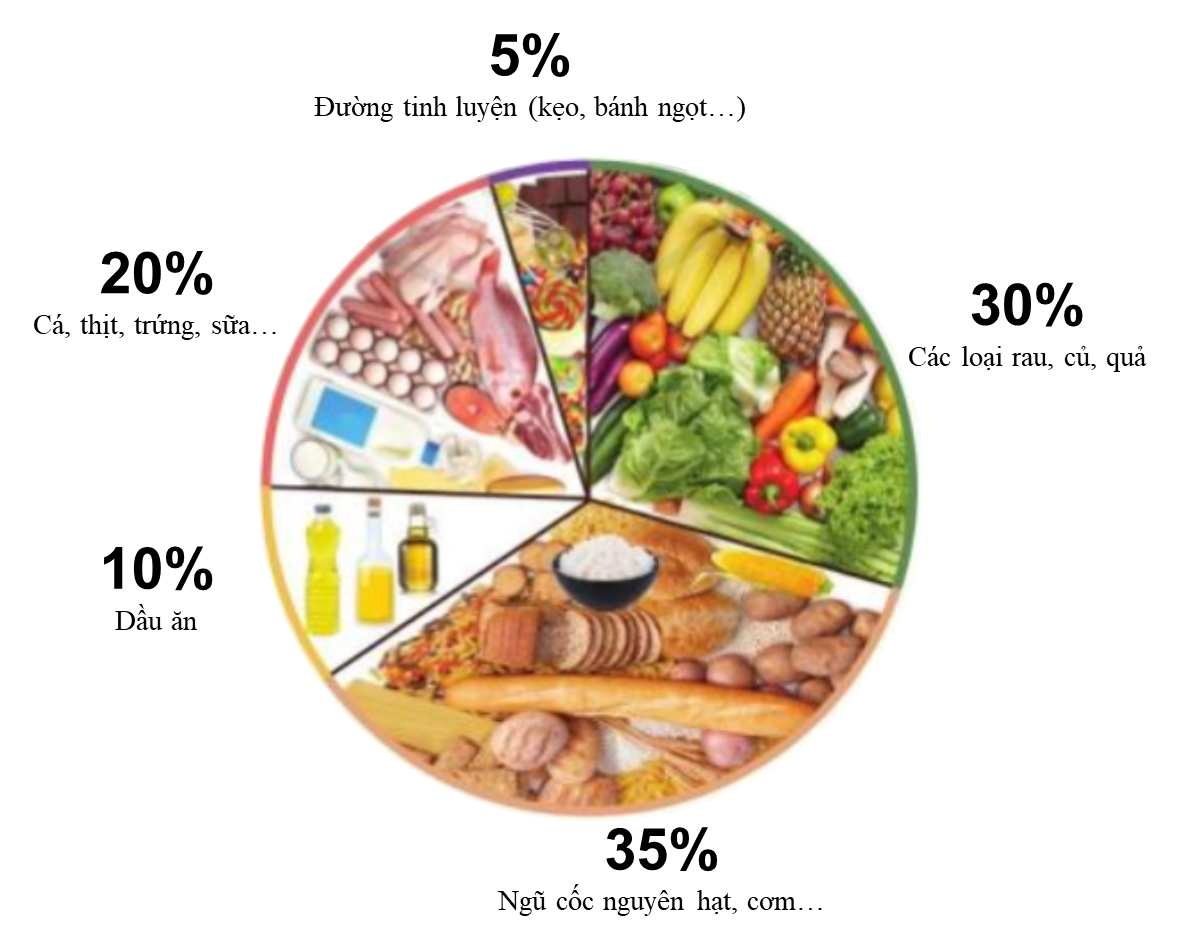 5%
Đường tinh luyện (kẹo, bánh ngọt…)
20%
Cá, thịt, trứng, sữa…
30%
Các loại rau, củ, quả
10%
Dầu ăn
35%
Ngũ cốc nguyên hạt, cơm…